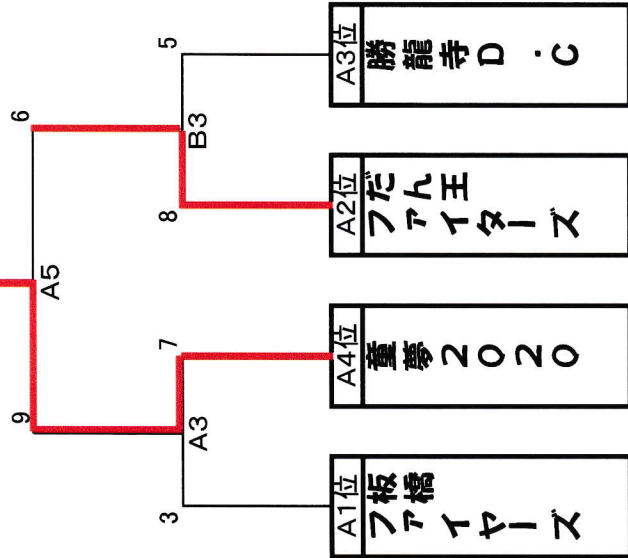 6
5
A5
B3
8
9
7
A3
3
A3位
勝龍寺D・C
A2位
だん王
ファイターズ
A4位
童夢2020
A1位
板橋
ファイヤーズ